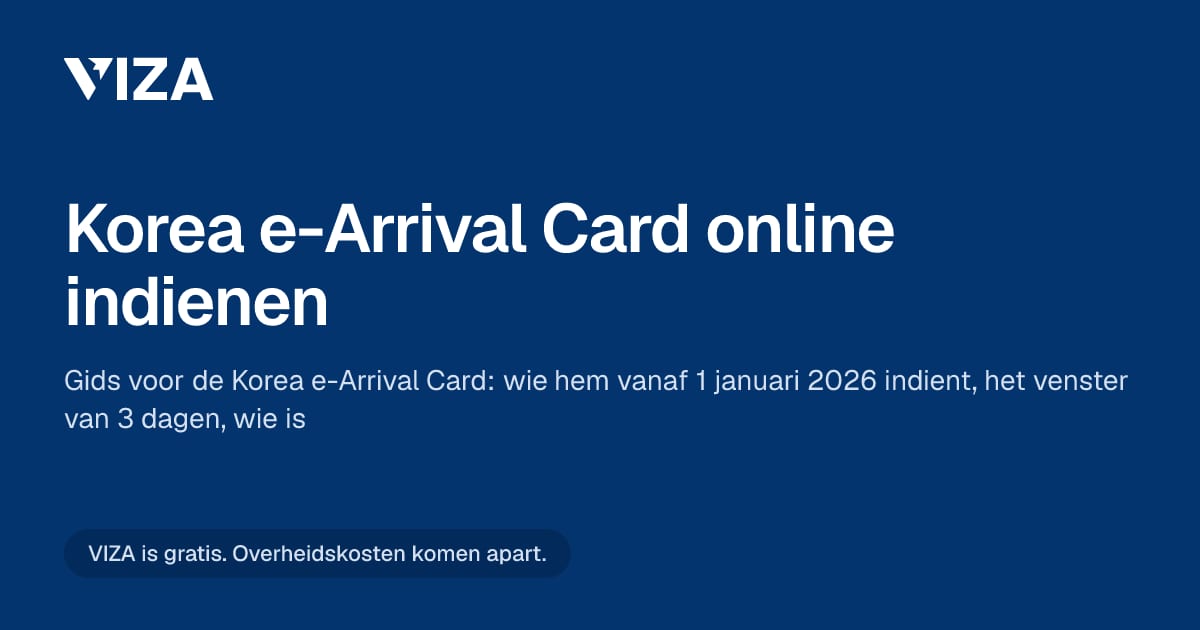 VIZA
Korea e-Arrival Card online
indienen
Gids voor de Korea e-Arrival Card: wie hem vanaf 1 januari 2026 indient, het venster
van 3 dagen, wie is
VIZA is gratis. Overheidskosten komen apart.